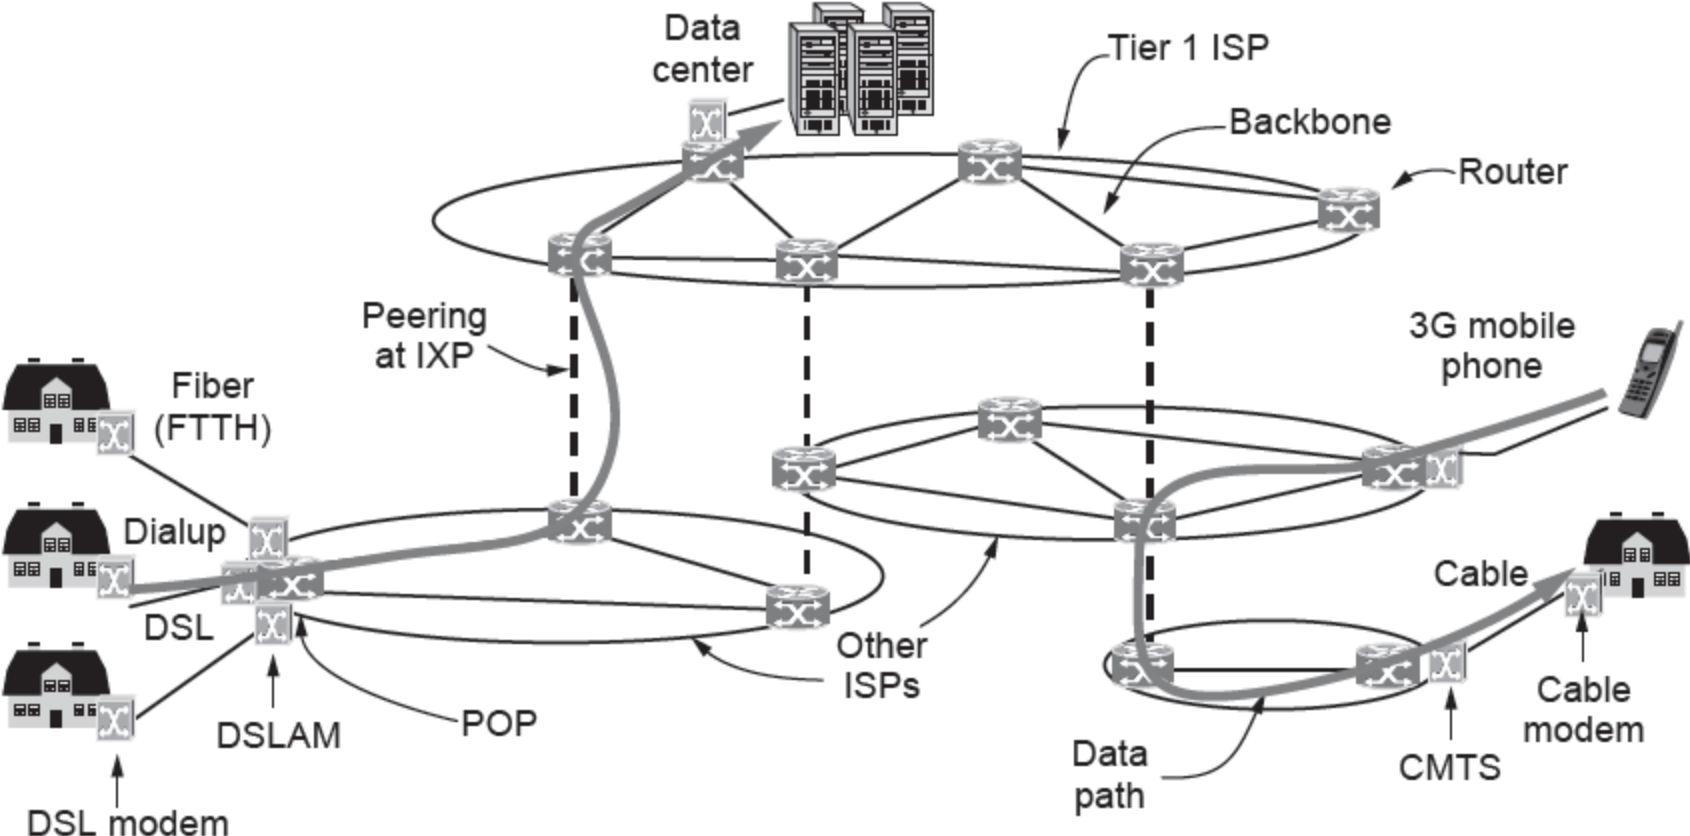 Data
center
Tier 1 ISP
Backbone
Router
Peering
at IXP
3G mobile
phone
Fiber
(FTTH)
Dialup
DSL
Cable
Other
ISPs
POP
DSLAM
DSL modem
Data
path
CMTS
Cable
modem